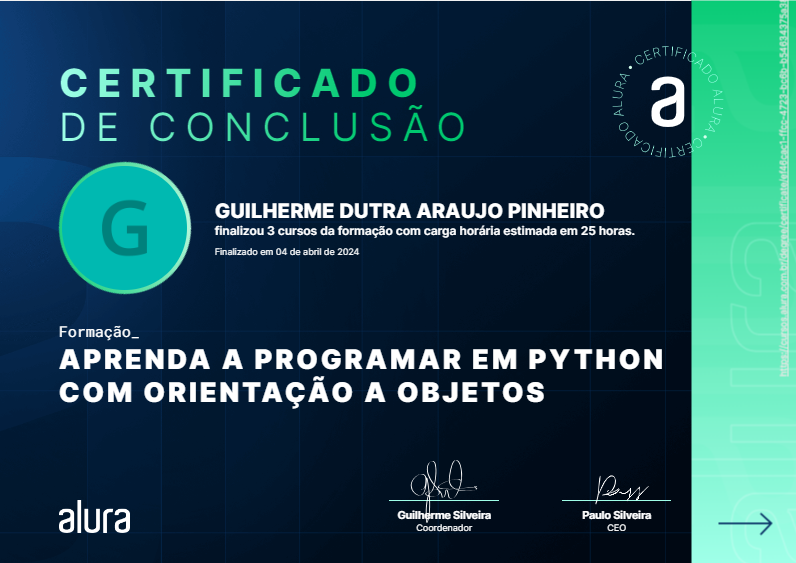 CERTIFICADO
DE CONCLUSÃO
CERTIFICADO ALURA • CERTIFICADO ALURA •
a
G
GUILHERME DUTRA ARAUJO PINHEIRO
finalizou 3 cursos da formação com carga horária estimada em 25 horas.
Finalizado em 04 de abril de 2024
Formação_
APRENDA A PROGRAMAR EM PYTHON
COM ORIENTAÇÃO A OBJETOS
alura
Guilherme Silveira
Coordenador
Paulo Silveira
CEO